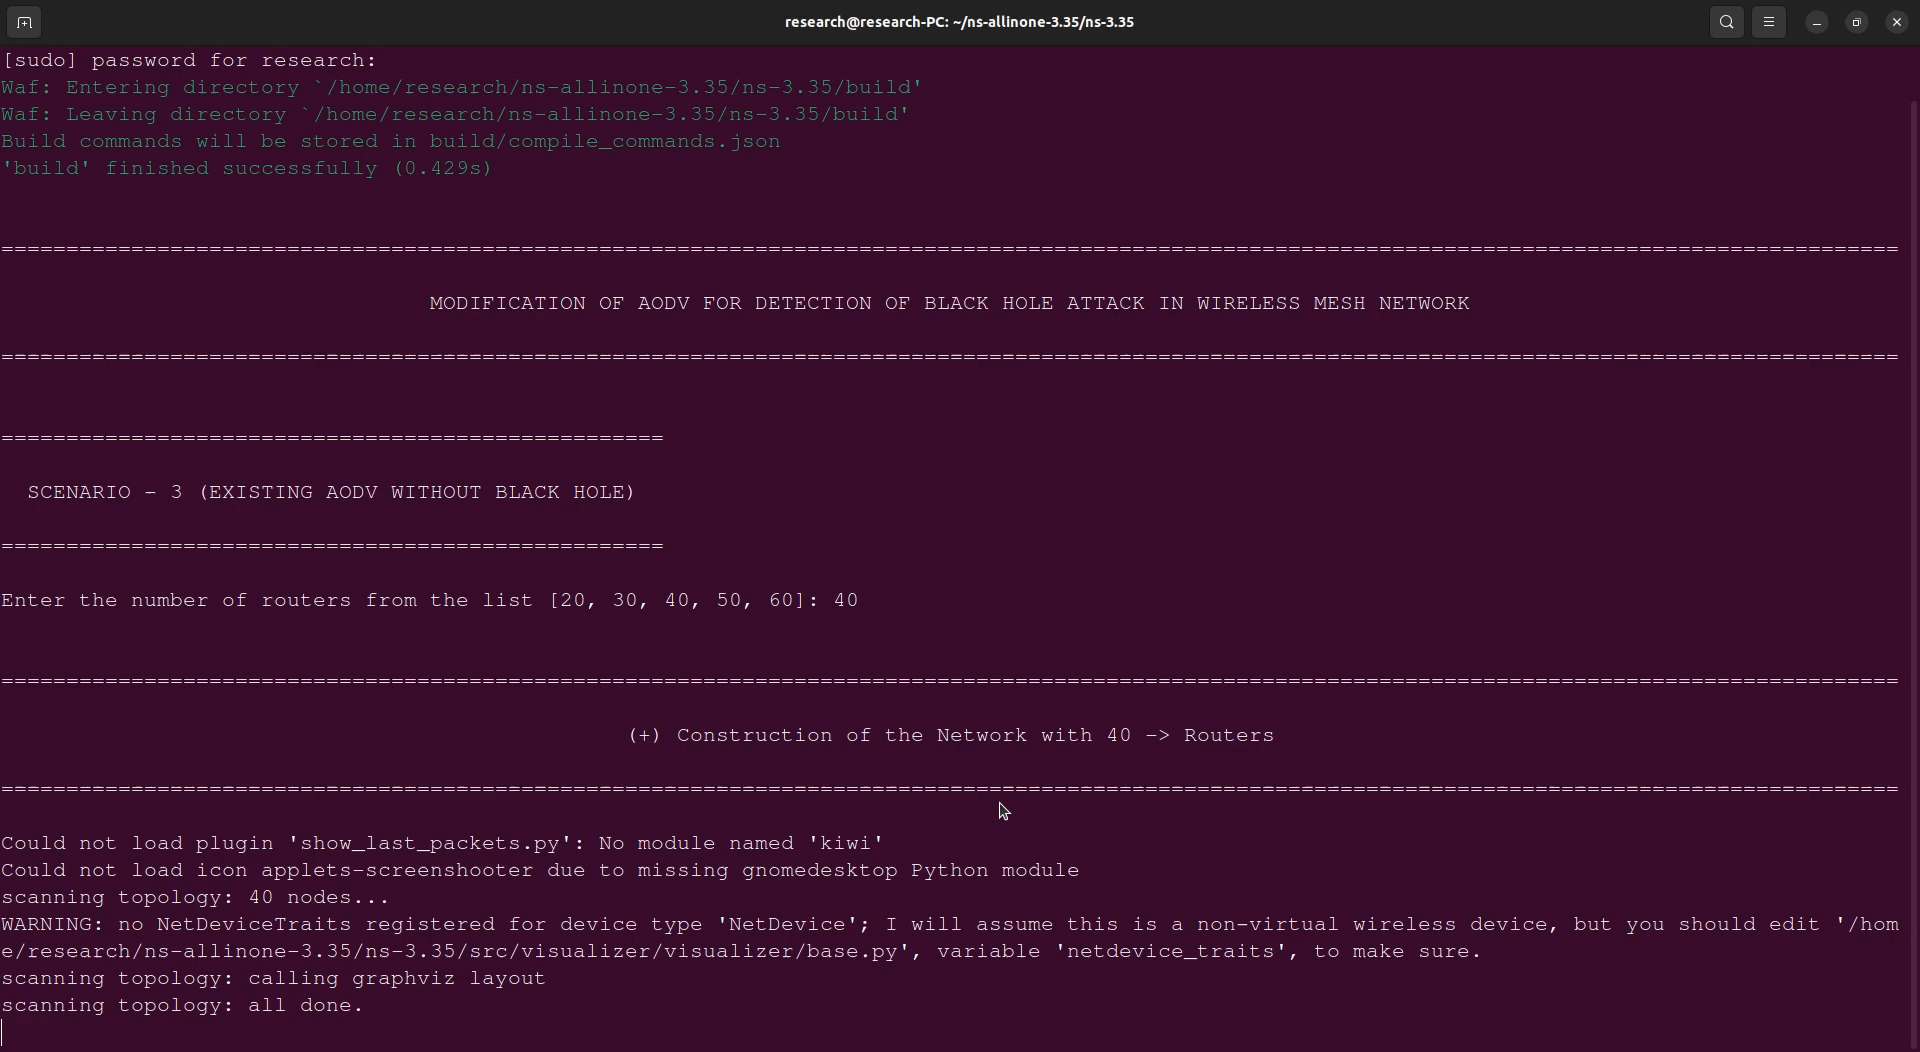 research@research-PC: ~/ns-allinone-3.35/ns-3.35
[sudo] password for research:
Waf: Entering directory `/home/research/ns-allinone-3.35/ns-3.35/build'
Waf: Leaving directory `/home/research/ns-allinone-3.35/ns-3.35/build'
Build commands will be stored in build/compile_commands.json
'build' finished successfully (0.429s)
==================================================================================================================================================
MODIFICATION OF AODV FOR DETECTION OF BLACK HOLE ATTACK IN WIRELESS MESH NETWORK
==================================================================================================================================================
===================================================
SCENARIO - 3 (EXISTING AODV WITHOUT BLACK HOLE)
===================================================
Enter the number of routers from the list [20, 30, 40, 50, 60]: 40
==================================================================================================================================================
(+) Construction of the Network with 40 -> Routers
==================================================================================================================================================
Could not load plugin 'show_last_packets.py': No module named 'kiwi'
Could not load icon applets-screenshooter due to missing gnomedesktop Python module
scanning topology: 40 nodes...
WARNING: no NetDeviceTraits registered for device type 'NetDevice'; I will assume this is a non-virtual wireless device, but you should edit '/hom
e/research/ns-allinone-3.35/ns-3.35/src/visualizer/visualizer/base.py', variable 'netdevice_traits', to make sure.
scanning topology: calling graphviz layout
scanning topology: all done.